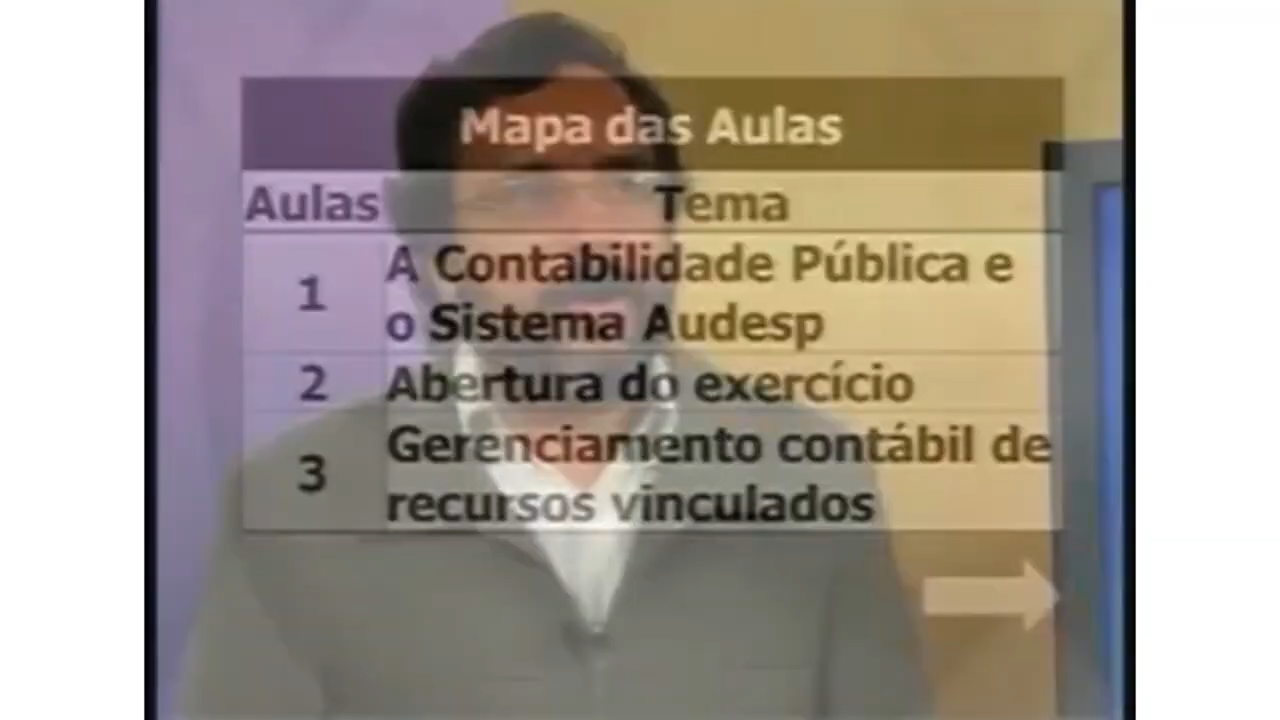 Mapa das Aulas
Aulas Tema
1 A Contabilidade Pública e
o Sistema Audesp
2 Abertura do exercício
3 Gerenciamento contábil de
recursos vinculados